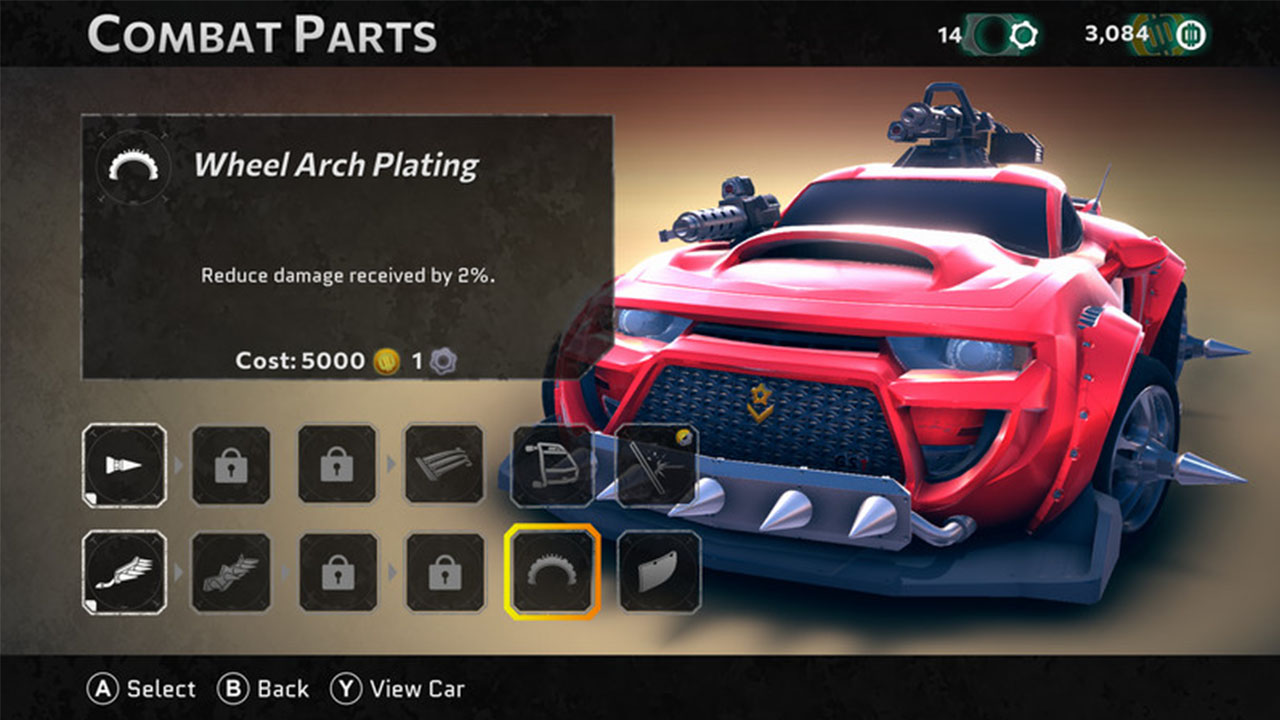 COMBAT PARTS
14
3,084
Wheel Arch Plating
Reduce damage received by 2%.
Cost: 5000 1
A Select B Back Y View Car